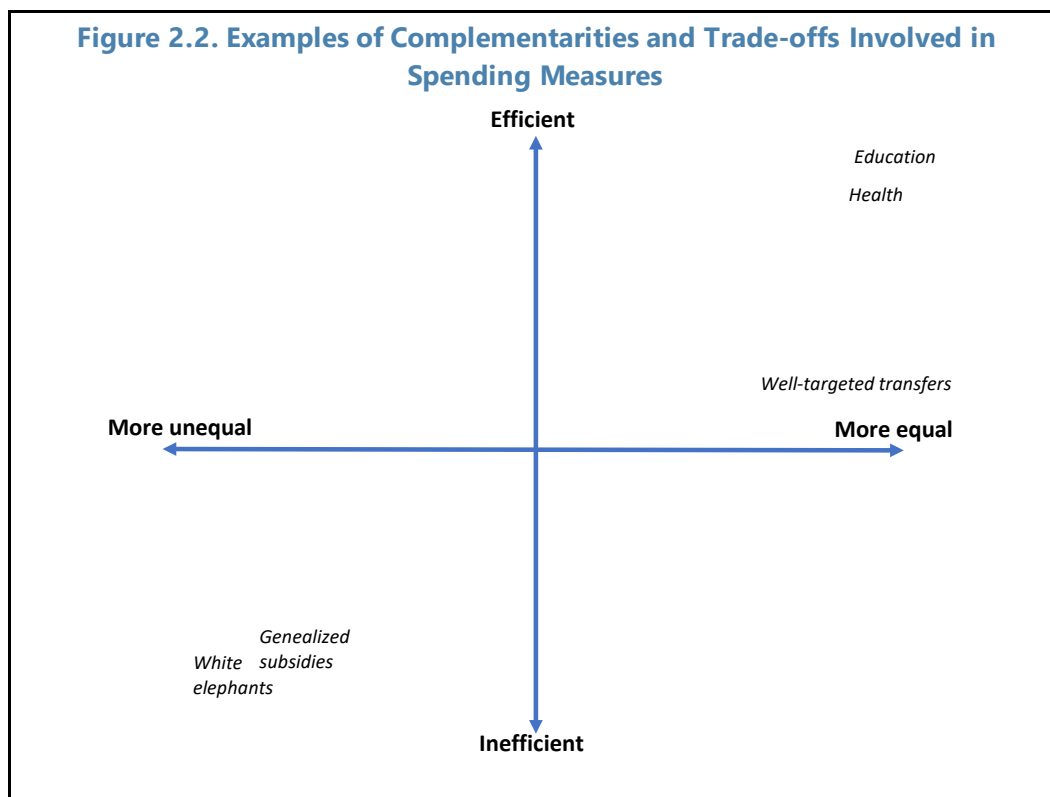 Figure 2.2. Examples of Complementarities and Trade-offs Involved in
Spending Measures
Efficient
Education
Health
Well-targeted transfers
More unequal
More equal
Genealized
subsidies
White
elephants
Inefficient